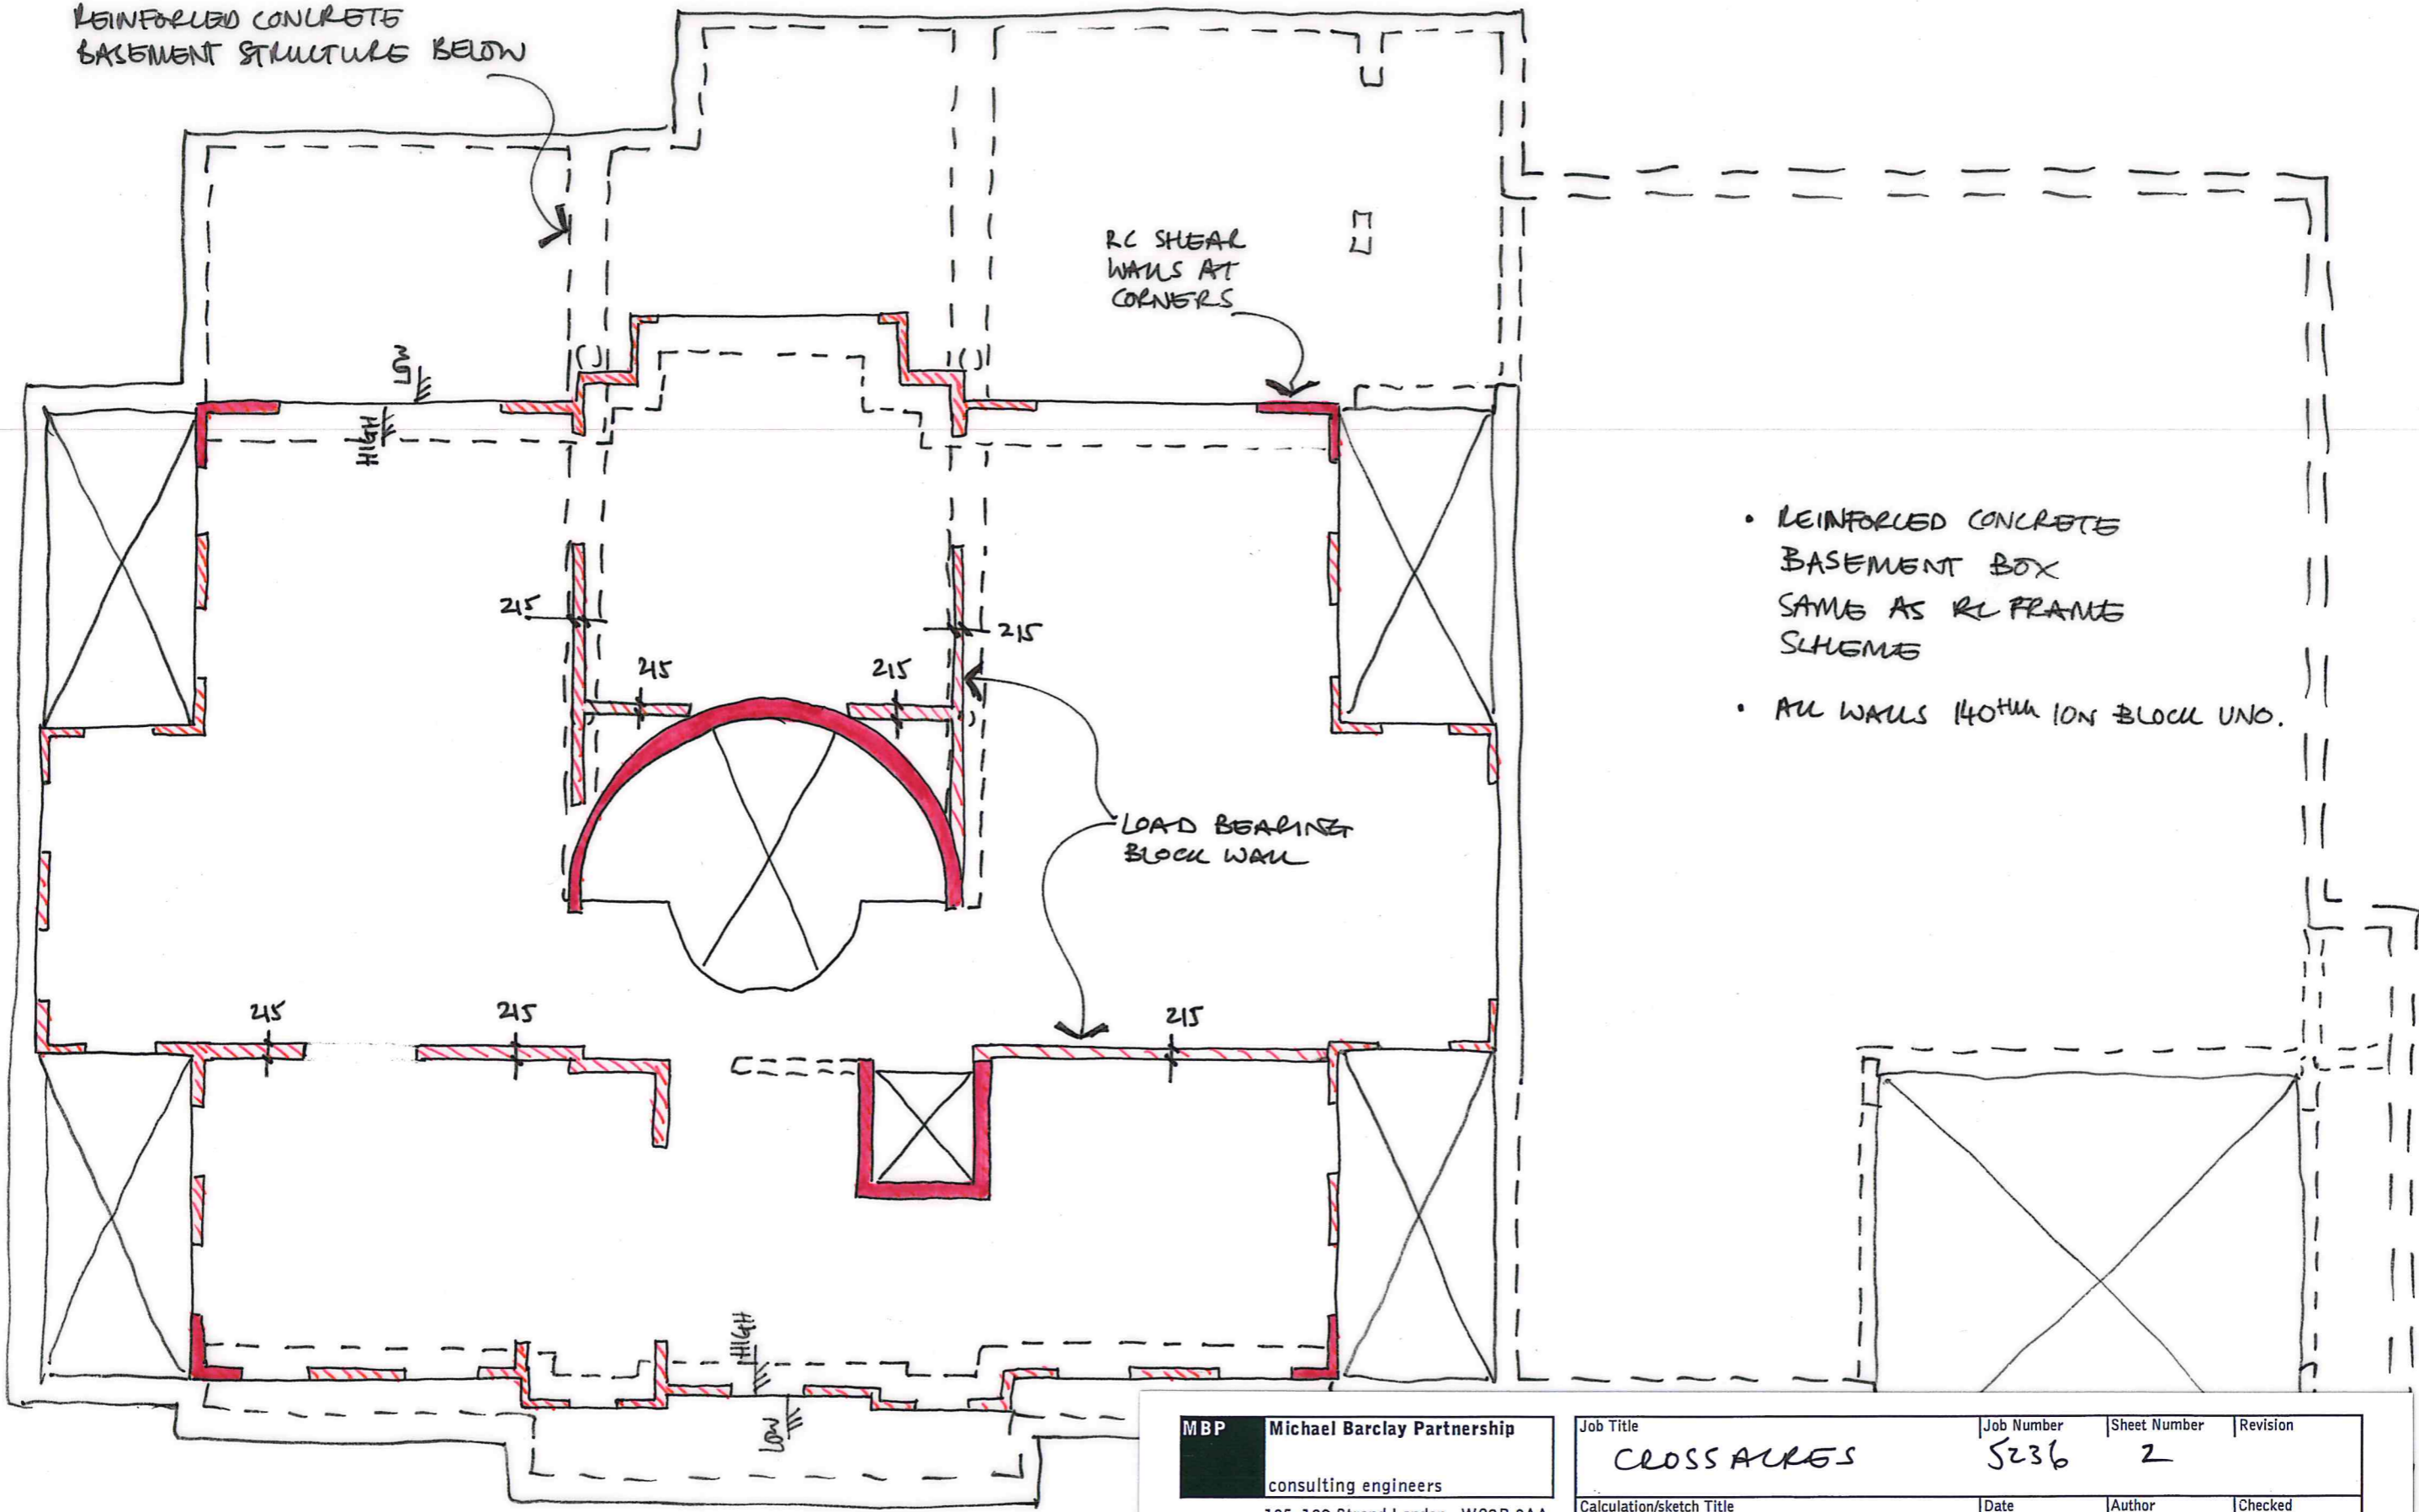 REINFORCED CONCRETE
BASEMENT STRUCTURE BELOW
RC SHEAR
WALLS AT
CORNERS
LOW
HIGH
• REINFORCED CONCRETE
BASEMENT BOX
SAME AS RC FRAME
SCHEME
• ALL WALLS 140THK 10N BLOCK UNO.
215
215
215
215
LOAD BEARING
BLOCK WALL
215
215
215
HIGH
LOW
MBP
Michael Barclay Partnership
consulting engineers
Job Title
CROSS ACRES
Job Number
5236
Sheet Number
2
Revision
Calculation/sketch Title
Date
Author
Checked